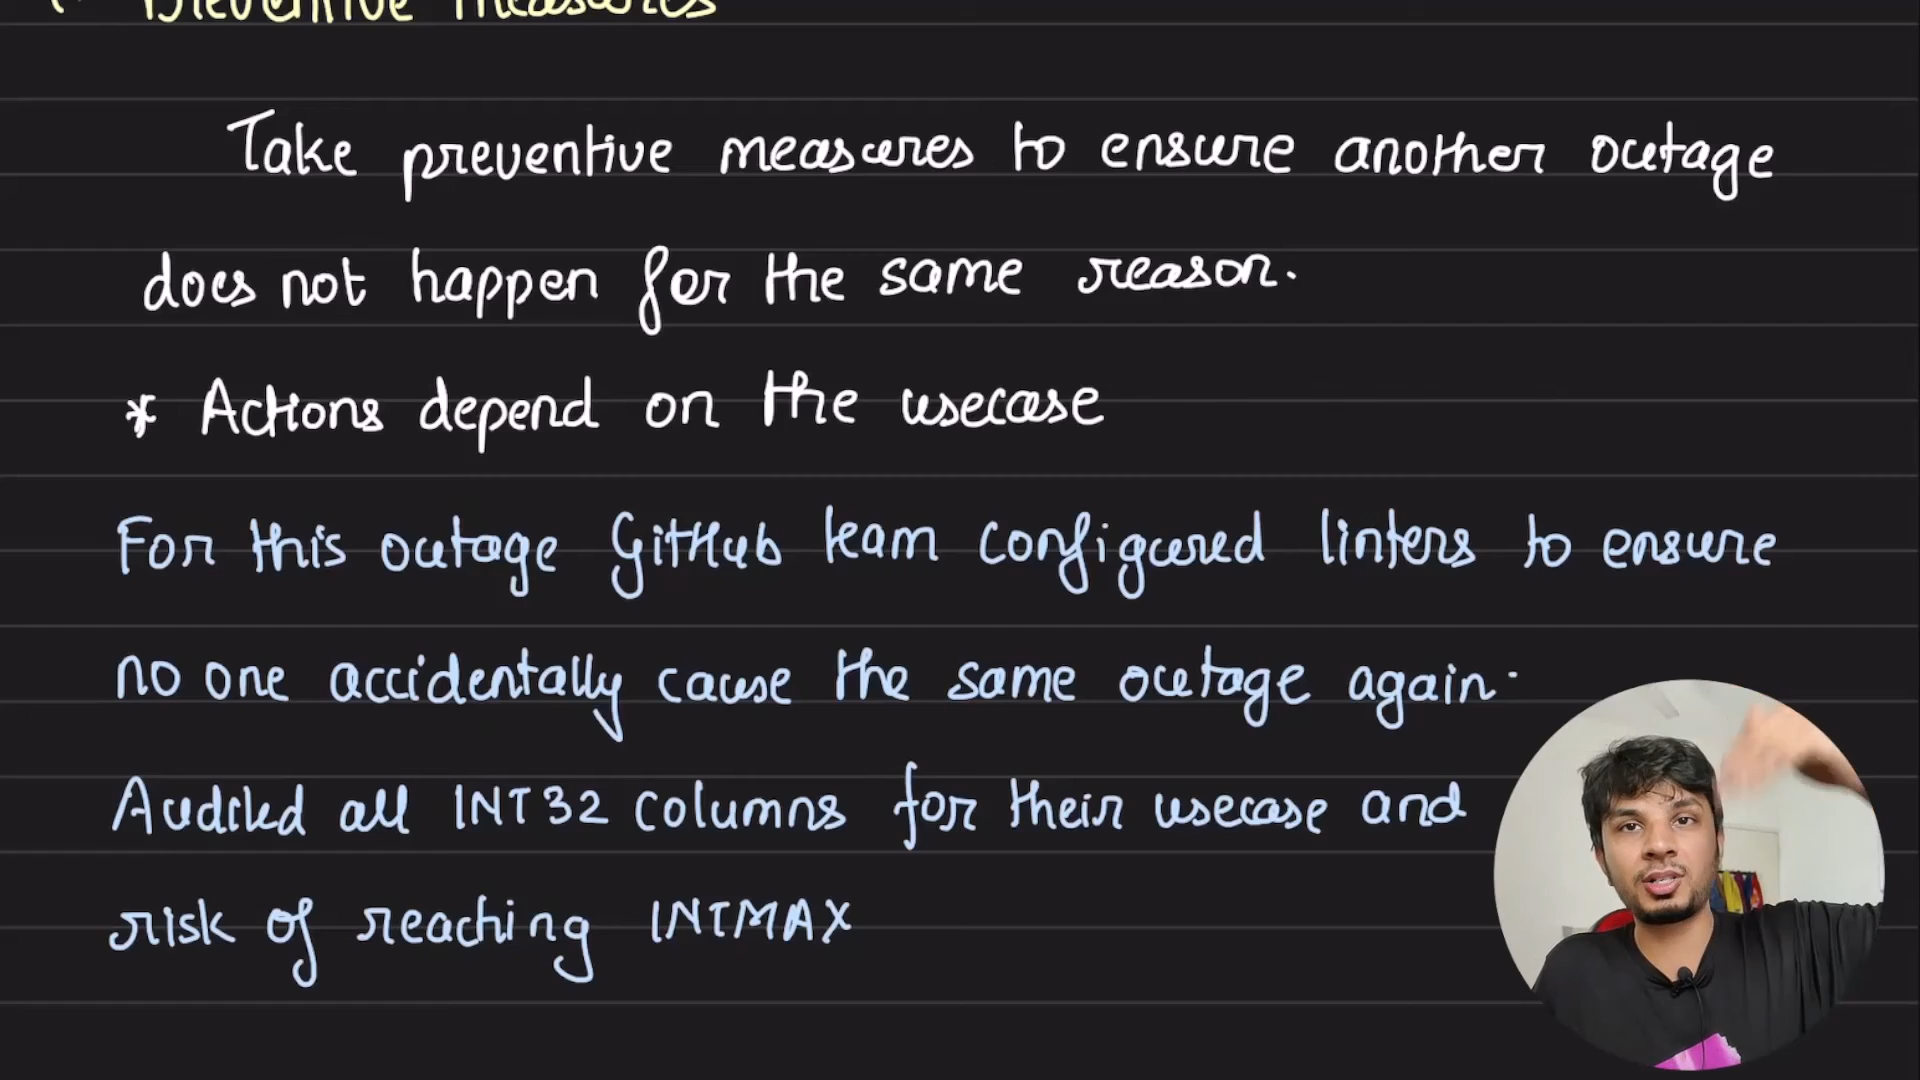 Preventive measures
Take preventive measures to ensure another outage
does not happen for the same reason.
* Actions depend on the usecase
For this outage GitHub team configured linters to ensure
no one accidentally cause the same outage again.
Audited all INT32 columns for their usecase and
risk of reaching INTMAX